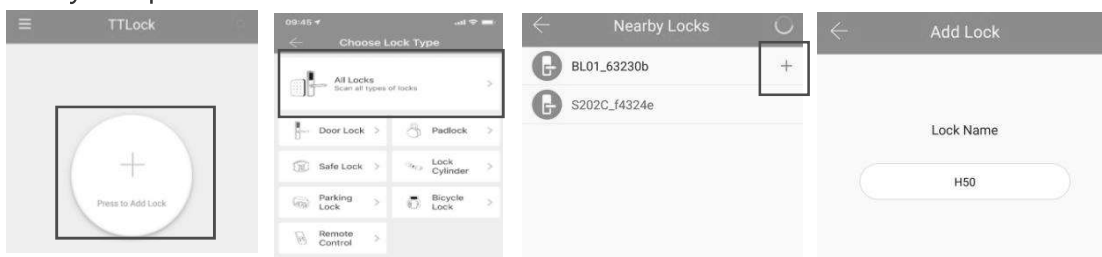 TTLock
Press to Add Lock
09:45
Choose Lock Type
All Locks
Scan all types of locks
Door Lock
Padlock
Safe Lock
Lock
Cylinder
Parking
Lock
Bicycle
Lock
Remote
Control
Nearby Locks
BL01_63230b
S202C_f4324e
Add Lock
Lock Name
H50